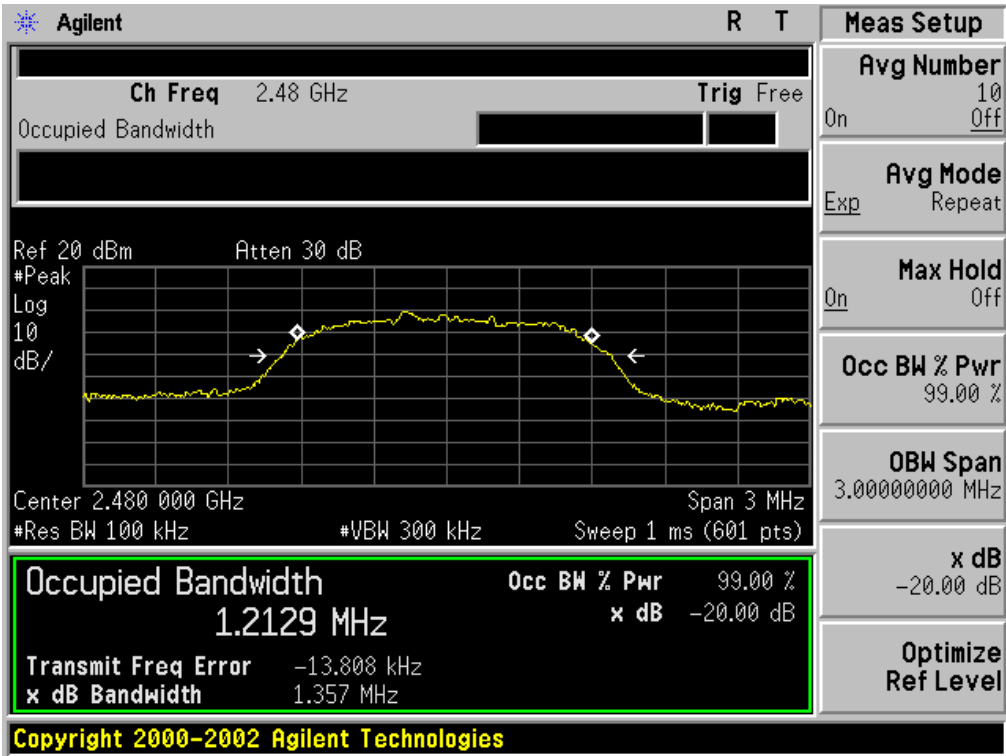 Agilent R T
Ch Freq 2.48 GHz Trig Free
Occupied Bandwidth
Ref 20 dBm Atten 30 dB
#Peak
Log
10
dB/
Center 2.480 000 GHz Span 3 MHz
#Res BW 100 kHz #VBW 300 kHz Sweep 1 ms (601 pts)
Occupied Bandwidth Occ BW % Pwr 99.00 %
1.2129 MHz x dB -20.00 dB
Transmit Freq Error -13.808 kHz
x dB Bandwidth 1.357 MHz
Copyright 2000-2002 Agilent Technologies
Meas Setup
Avg Number
10
On Off
Avg Mode
Exp Repeat
Max Hold
On Off
Occ BW % Pwr
99.00 %
OBW Span
3.00000000 MHz
x dB
-20.00 dB
Optimize
Ref Level